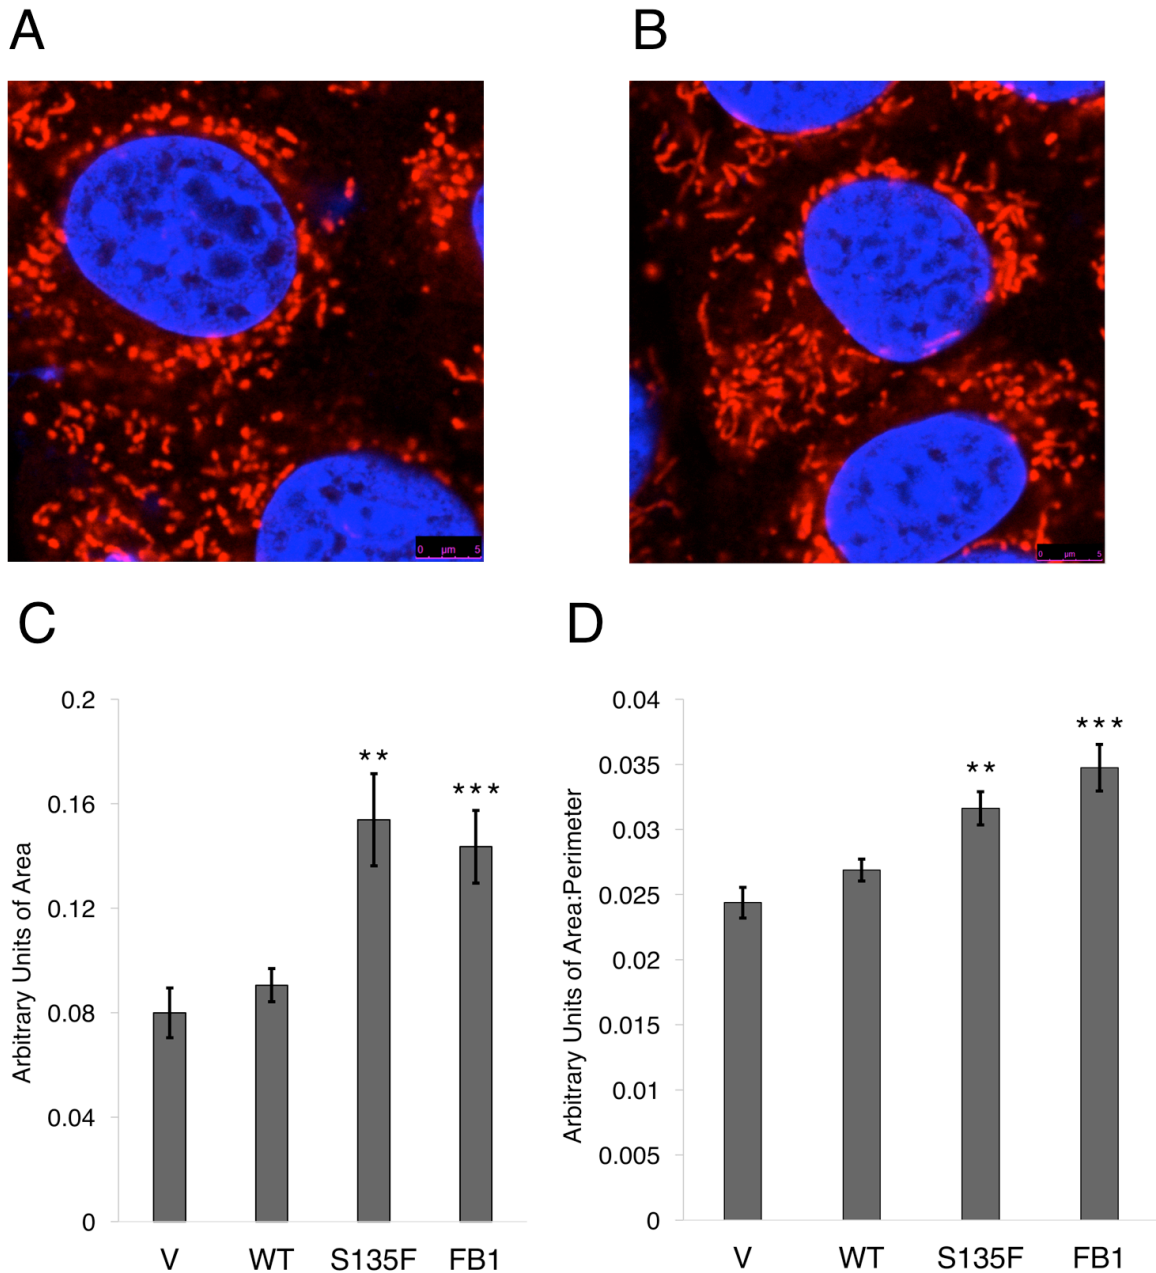 A
B
0 µm 5
0 µm 5
C
D
0.2
0.16
0.12
0.08
0.04
0
Arbitrary Units of Area
**
***
V WT S135F FB1
0.04
0.035
0.03
0.025
0.02
0.015
0.01
0.005
0
Arbitrary Units of Area:Perimeter
**
***
V WT S135F FB1